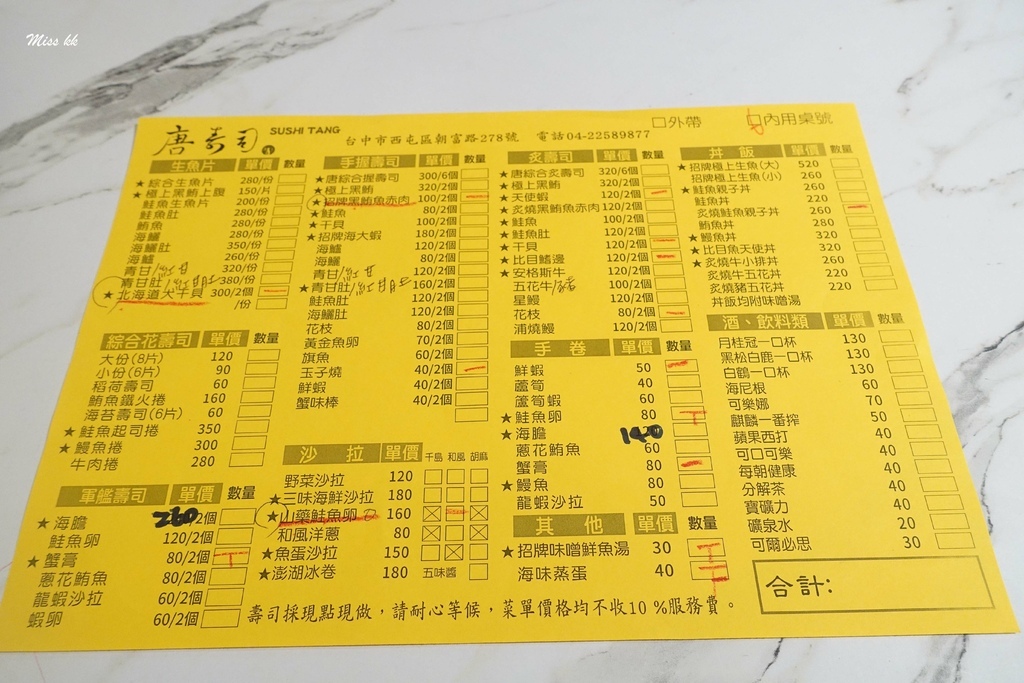 Miss kk
唐壽司 SUSHI TANG
台中市西屯區朝富路278號 電話04-22589877
□外帶 □內用桌號
生魚片 單價 數量
★綜合生魚片 280/份
★極上黑鮪上腹 150/片
鮭魚生魚片 200/份
鮭魚肚 280/份
鮪魚 280/份
海鱺 280/份
海鱺肚 350/份
海鱸 260/份
青甘/紅甘 320/份
青甘肚/紅甘肚 380/份
★北海道大干貝 300/2個
/份
綜合花壽司 單價 數量
大份(8片) 120
小份(6片) 90
稻荷壽司 60
鮪魚鐵火捲 160
海苔壽司(6片) 60
★鮭魚起司捲 350
★鰻魚捲 300
牛肉捲 280
軍艦壽司 單價 數量
★海膽 260/2個
鮭魚卵 120/2個
★蟹膏 80/2個
蔥花鮪魚 80/2個
龍蝦沙拉 60/2個
蝦卵 60/2個
手握壽司 單價 數量
★唐綜合握壽司 300/6個
★極上黑鮪 320/2個
★招牌黑鮪魚赤肉 100/2個
★鮭魚 80/2個
★干貝 100/2個
★招牌海大蝦 180/2個
海鱸 80/2個
海鱺 80/2個
青甘/紅甘 120/2個
★青甘肚/紅甘肚 160/2個
鮭魚肚 120/2個
海鱺肚 120/2個
花枝 80/2個
黃金魚卵 70/2個
旗魚 60/2個
玉子燒 40/2個
鮮蝦 40/2個
蟹味棒 40/2個
沙拉 單價 千島 和風 胡麻
野菜沙拉 120
★三味海鮮沙拉 180
★山藥鮭魚卵 160
和風洋蔥 80
★魚蛋沙拉 150
★澎湖冰卷 180 五味醬
炙壽司 單價 數量
★唐綜合炙壽司 320/6個
★極上黑鮪 320/2個
★天使蝦 120/2個
★炙燒黑鮪魚赤肉 120/2個
★鮭魚 100/2個
★鮭魚肚 120/2個
★干貝 120/2個
★比目鰭邊 120/2個
★安格斯牛 120/2個
五花牛/豬 100/2個
星鰻 120/2個
花枝 80/2個
浦燒鰻 120/2個
手卷 單價 數量
鮮蝦 50
蘆筍 40
蘆筍蝦 60
★鮭魚卵 80
★海膽 140
蔥花鮪魚 60
蟹膏 80
★鰻魚 80
龍蝦沙拉 50
其他 單價 數量
★招牌味噌鮮魚湯 30
海味蒸蛋 40
丼飯 單價 數量
★招牌極上生魚(大) 520
招牌極上生魚(小) 260
★鮭魚親子丼 260
鮭魚丼 220
★炙燒鮭魚親子丼 260
鮪魚丼 280
★鰻魚丼 320
★比目魚天使丼 320
★炙燒牛小排丼 260
炙燒牛五花丼 220
炙燒豬五花丼 220
丼飯均附味噌湯
酒、飲料類 單價 數量
月桂冠一口杯 130
黑松白鹿一口杯 130
白鶴一口杯 130
海尼根 60
可樂娜 70
麒麟一番搾 50
蘋果西打 40
可口可樂 40
每朝健康 40
分解茶 40
寶礦力 40
礦泉水 20
可爾必思 30
合計:
壽司採現點現做，請耐心等候，菜單價格均不收10%服務費。